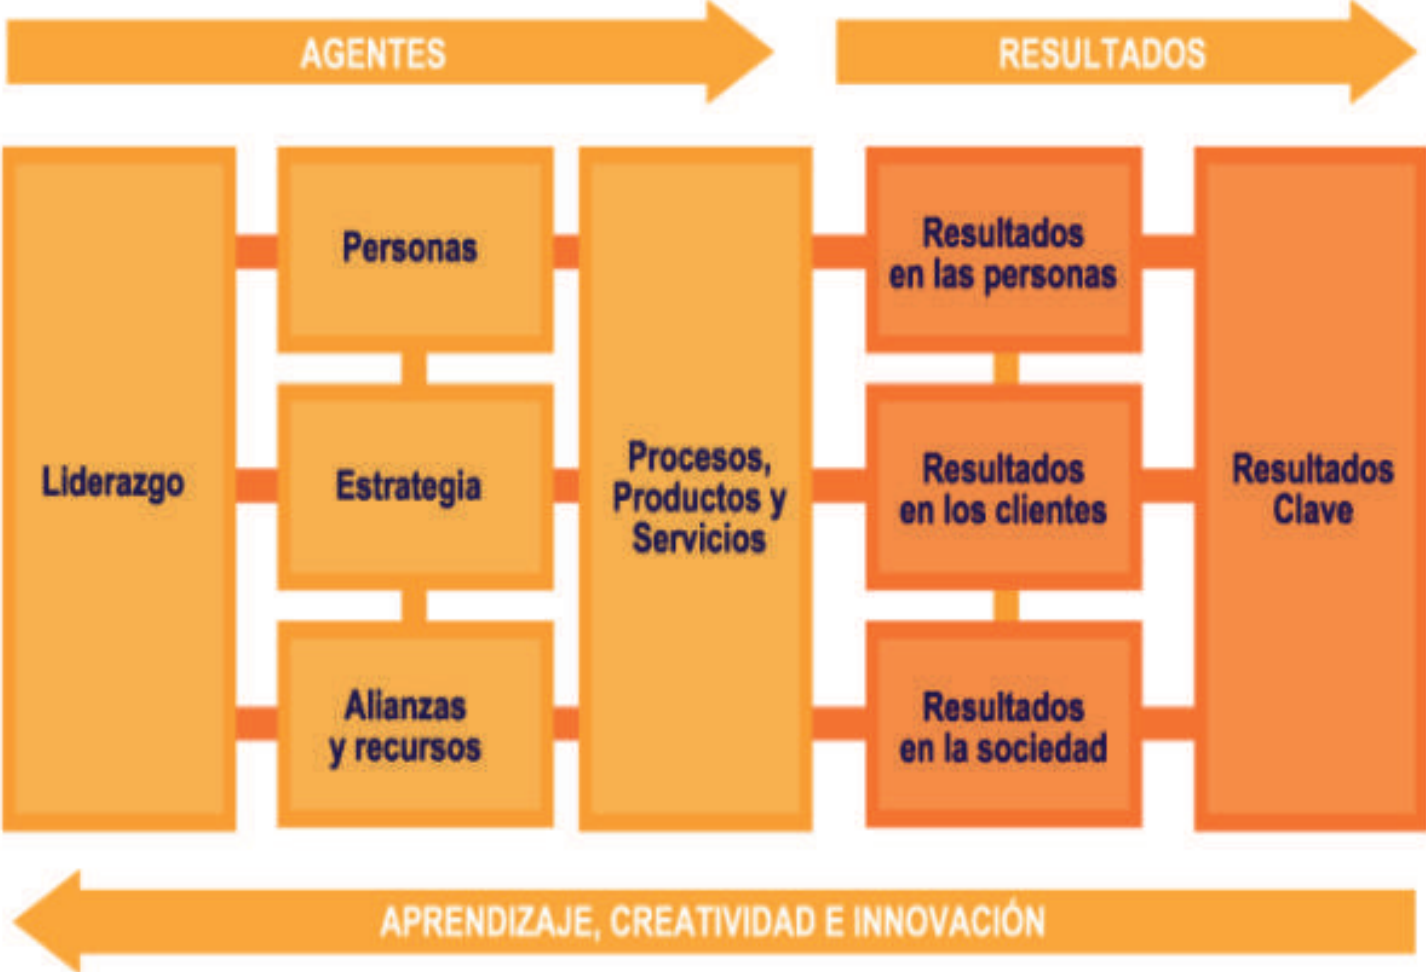 AGENTES
RESULTADOS
Liderazgo
Personas
Estrategia
Alianzas
y recursos
Procesos,
Productos y
Servicios
Resultados
en las personas
Resultados
en los clientes
Resultados
en la sociedad
Resultados
Clave
APRENDIZAJE, CREATIVIDAD E INNOVACIÓN